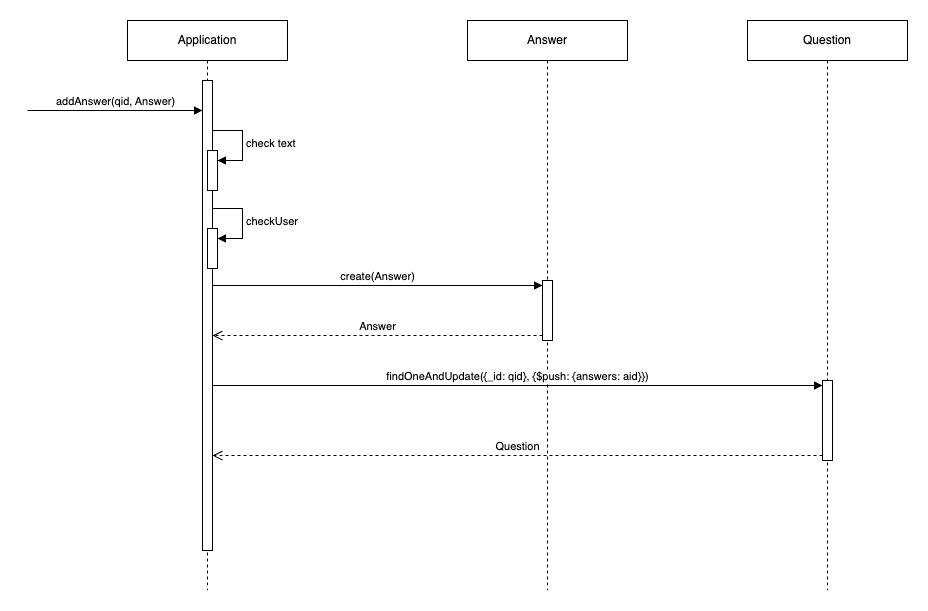 Application
Answer
Question
addAnswer(qid, Answer)
check text
checkUser
create(Answer)
Answer
findOneAndUpdate({_id: qid}, {$push: {answers: aid}})
Question